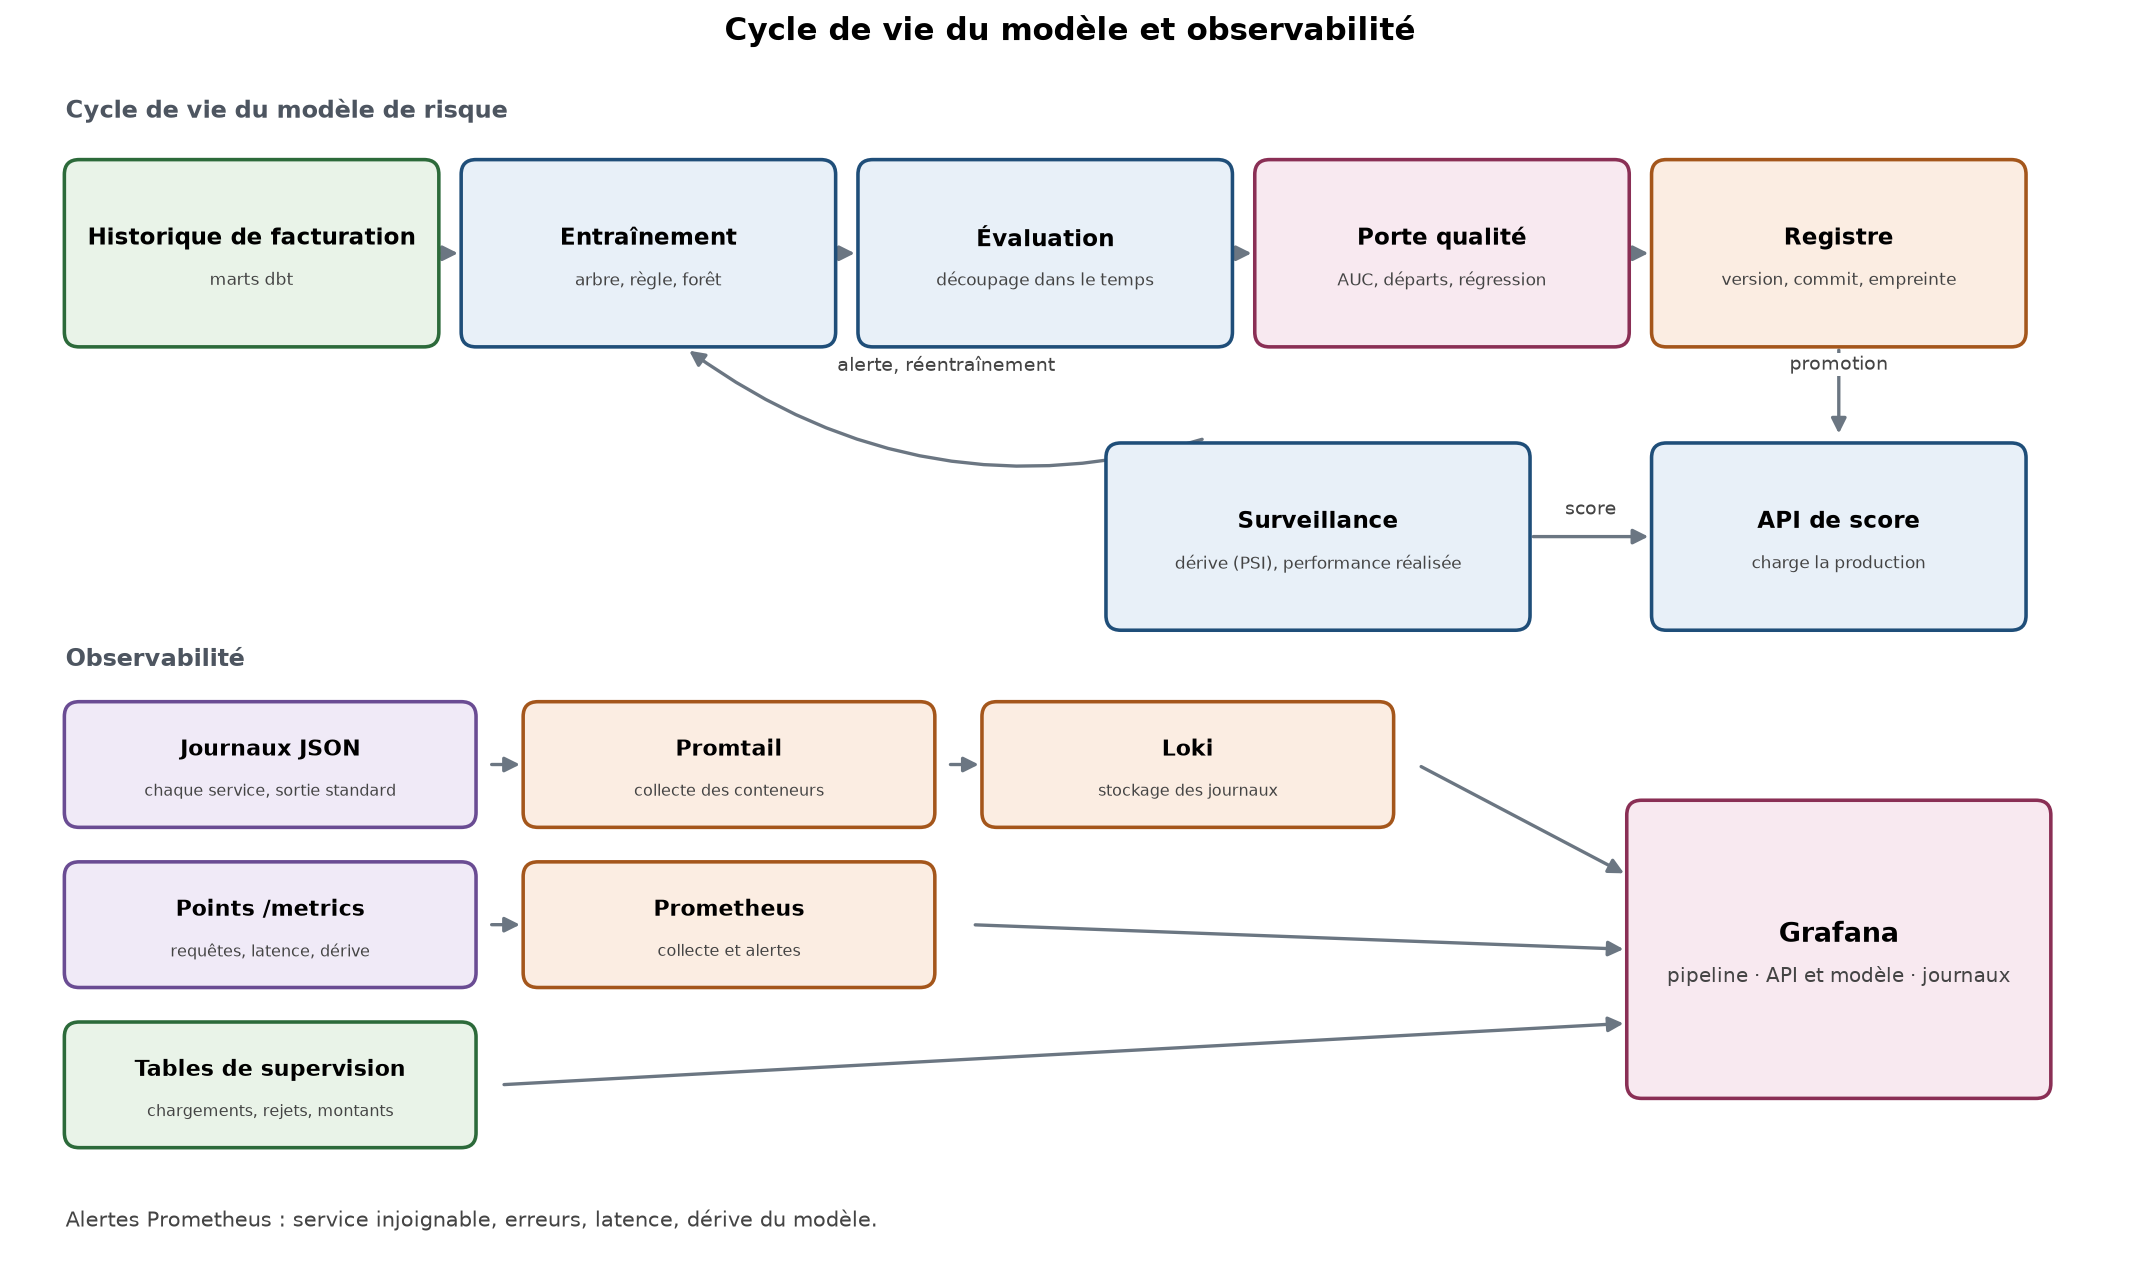 Cycle de vie du modèle et observabilité
Cycle de vie du modèle de risque
Historique de facturation
marts dbt
Entraînement
arbre, règle, forêt
Évaluation
découpage dans le temps
Porte qualité
AUC, départs, régression
Registre
version, commit, empreinte
alerte, réentraînement
promotion
Surveillance
dérive (PSI), performance réalisée
score
API de score
charge la production
Observabilité
Journaux JSON
chaque service, sortie standard
Promtail
collecte des conteneurs
Loki
stockage des journaux
Points /metrics
requêtes, latence, dérive
Prometheus
collecte et alertes
Grafana
pipeline · API et modèle · journaux
Tables de supervision
chargements, rejets, montants
Alertes Prometheus : service injoignable, erreurs, latence, dérive du modèle.